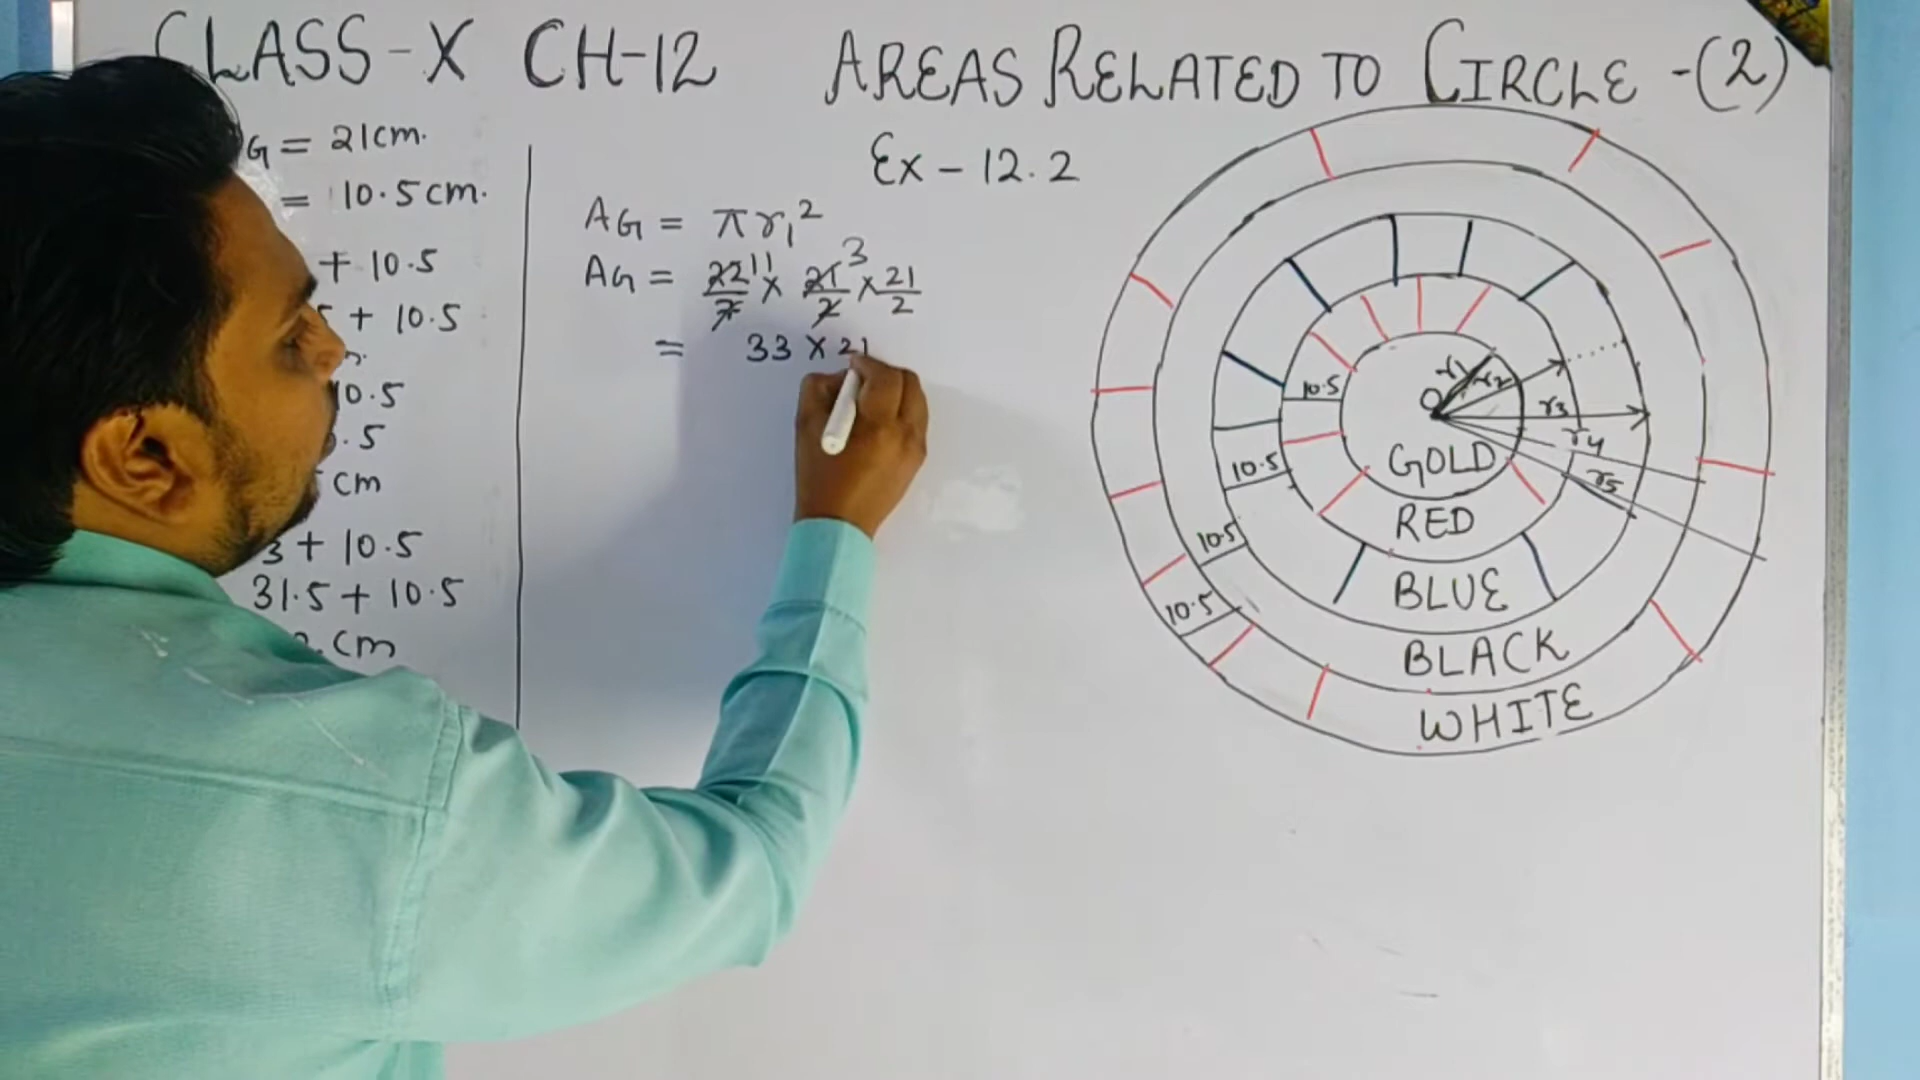 CLASS-X CH-12 AREAS RELATED TO CIRCLE -(2)
Ex - 12.2
G = 21cm.
= 10.5cm.
+ 10.5
+ 10.5
10.5
.5
cm
3 + 10.5
31.5 + 10.5
cm
AG = πr₁²
AG = 22/7 11 × 21/2 3 × 21/2
= 33 × 21
O
r1
r2
r3
r4
r5
10.5
10.5
10.5
10.5
GOLD
RED
BLUE
BLACK
WHITE